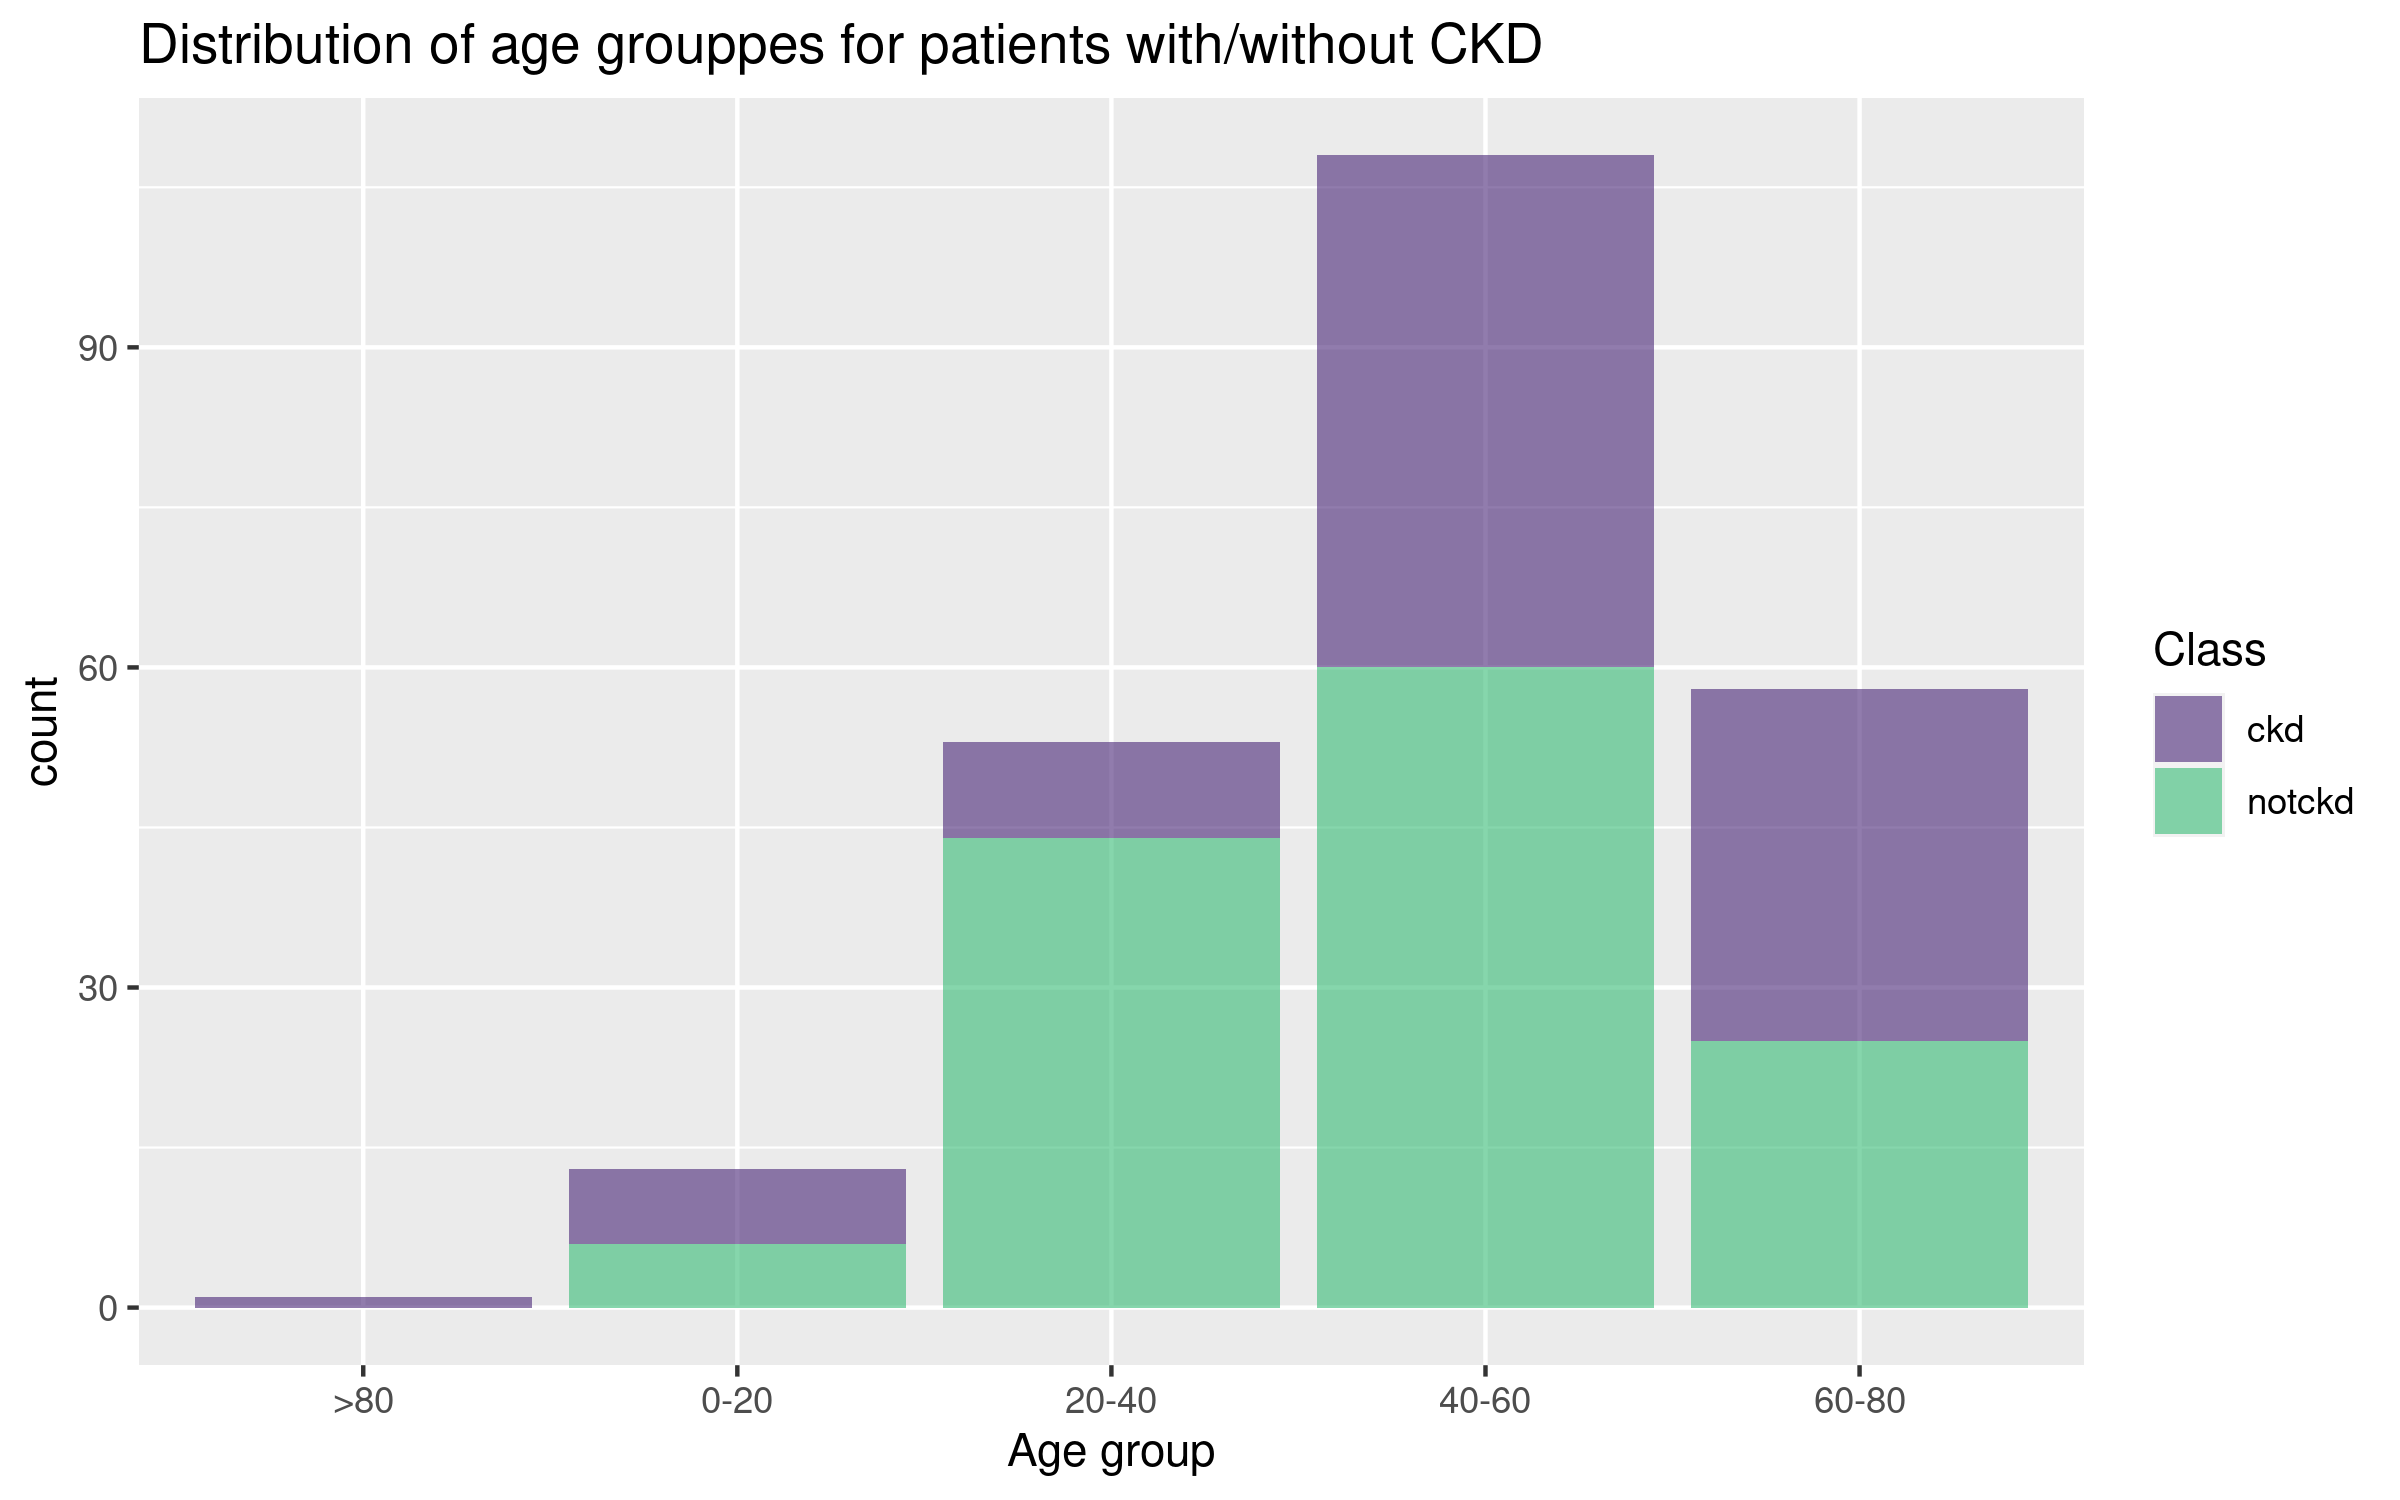 Distribution of age grouppes for patients with/without CKD
count
90
60
30
0
>80
0-20
20-40
40-60
60-80
Age group
Class
ckd
notckd